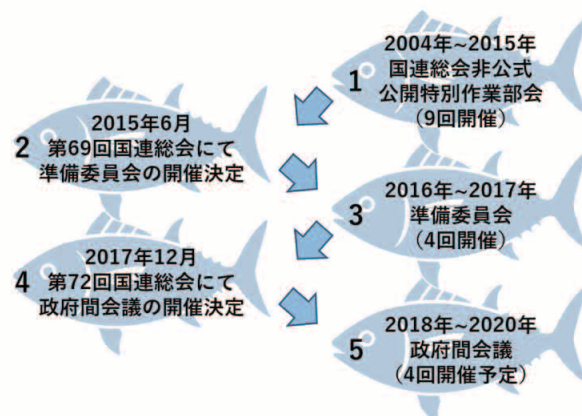 1
2004年~2015年
国連総会非公式
公開特別作業部会
（9回開催）
2
2015年6月
第69回国連総会にて
準備委員会の開催決定
3
2016年~2017年
準備委員会
（4回開催）
4
2017年12月
第72回国連総会にて
政府間会議の開催決定
5
2018年~2020年
政府間会議
（4回開催予定）